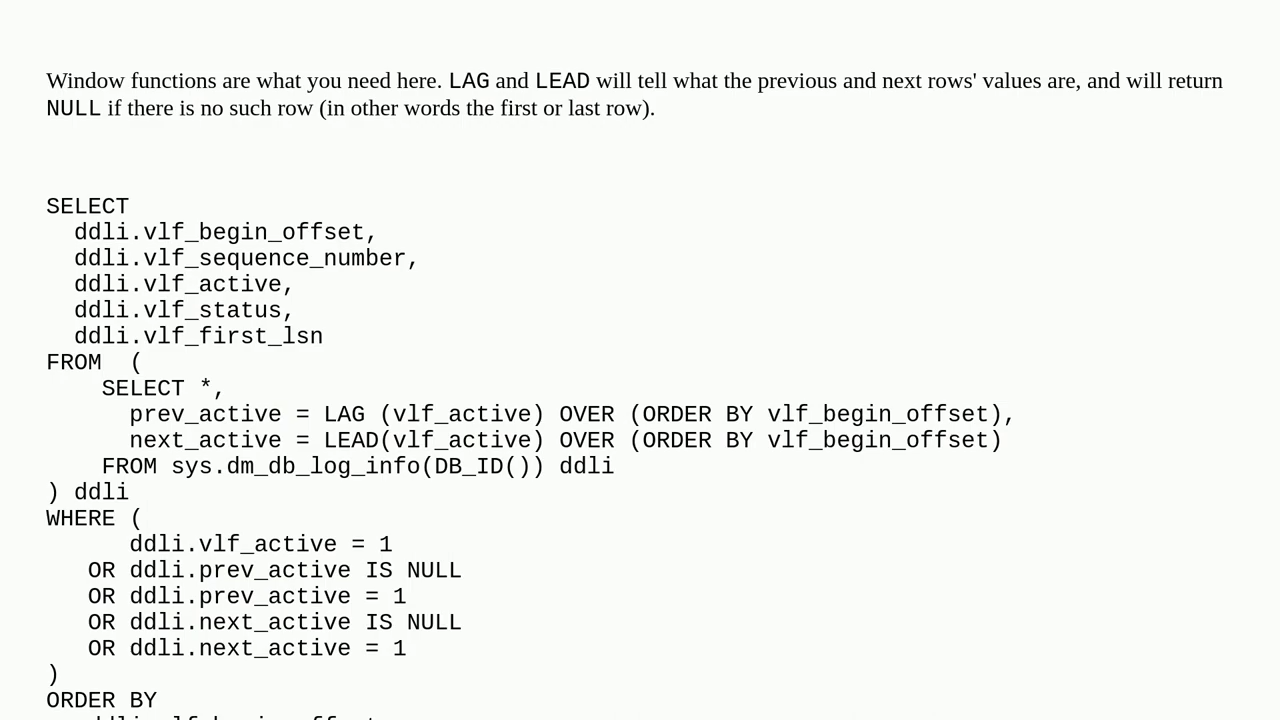 Window functions are what you need here. LAG and LEAD will tell what the previous and next rows' values are, and will return
NULL if there is no such row (in other words the first or last row).
SELECT
  ddli.vlf_begin_offset,
  ddli.vlf_sequence_number,
  ddli.vlf_active,
  ddli.vlf_status,
  ddli.vlf_first_lsn
FROM  (
    SELECT *,
      prev_active = LAG (vlf_active) OVER (ORDER BY vlf_begin_offset),
      next_active = LEAD(vlf_active) OVER (ORDER BY vlf_begin_offset)
    FROM sys.dm_db_log_info(DB_ID()) ddli
) ddli
WHERE (
      ddli.vlf_active = 1
   OR ddli.prev_active IS NULL
   OR ddli.prev_active = 1
   OR ddli.next_active IS NULL
   OR ddli.next_active = 1
)
ORDER BY